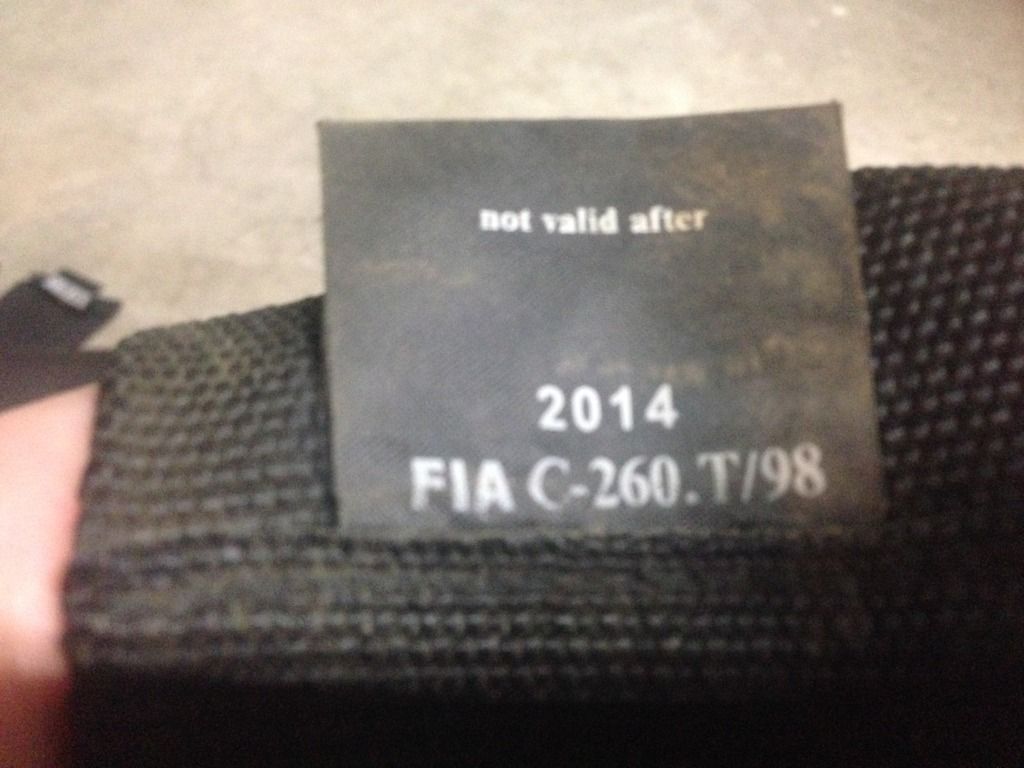 not valid after
2014
FIA C-260.T/98